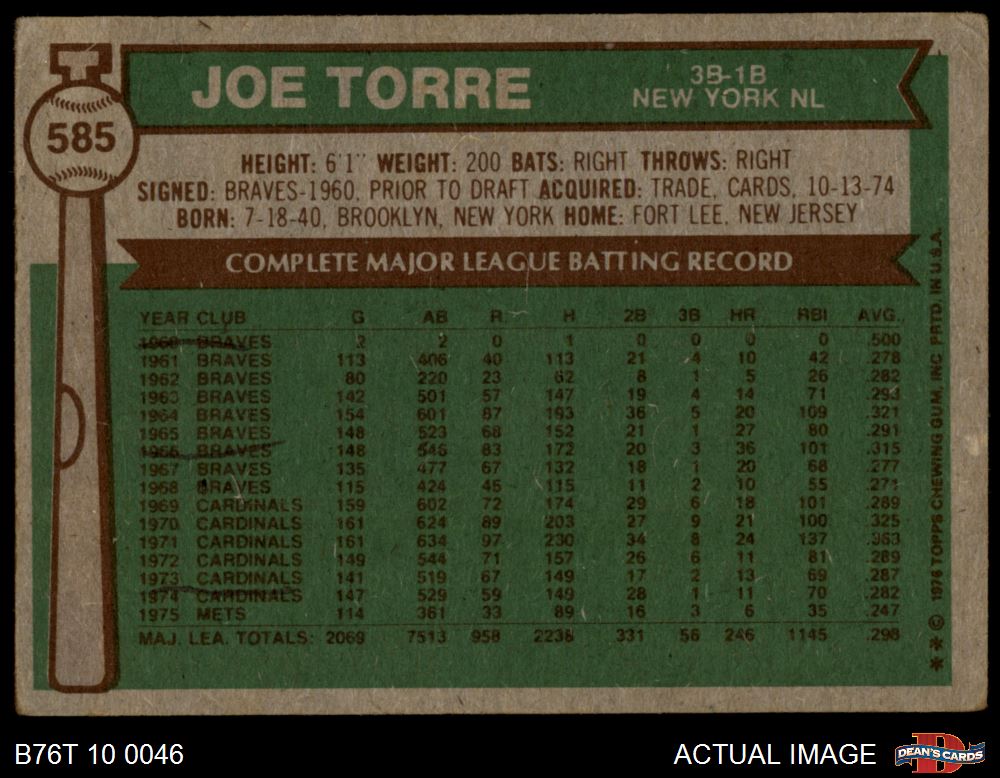 JOE TORRE
3B-1B
NEW YORK NL
585
HEIGHT: 6'1" WEIGHT: 200 BATS: RIGHT THROWS: RIGHT
SIGNED: BRAVES-1960, PRIOR TO DRAFT ACQUIRED: TRADE, CARDS, 10-13-74
BORN: 7-18-40, BROOKLYN, NEW YORK HOME: FORT LEE, NEW JERSEY
COMPLETE MAJOR LEAGUE BATTING RECORD
YEAR CLUB G AB R H 2B 3B HR RBI AVG.
1960 BRAVES 2 2 0 1 0 0 0 0 .500
1961 BRAVES 113 406 40 113 21 4 10 42 .278
1962 BRAVES 80 220 23 62 8 1 5 26 .282
1963 BRAVES 142 501 57 147 19 4 14 71 .293
1964 BRAVES 154 601 87 193 36 5 20 109 .321
1965 BRAVES 148 523 68 152 21 1 27 80 .291
1966 BRAVES 148 546 83 172 20 3 36 101 .315
1967 BRAVES 135 477 67 132 18 1 20 68 .277
1968 BRAVES 115 424 45 115 11 2 10 55 .271
1969 CARDINALS 159 602 72 174 29 6 18 101 .289
1970 CARDINALS 161 624 89 203 27 9 21 100 .325
1971 CARDINALS 161 634 97 230 34 8 24 137 .363
1972 CARDINALS 149 544 71 157 26 6 11 81 .289
1973 CARDINALS 141 519 67 149 17 2 13 69 .287
1974 CARDINALS 147 529 59 149 28 1 11 70 .282
1975 METS 114 361 33 89 16 3 6 35 .247
MAJ. LEA. TOTALS: 2069 7513 958 2238 331 56 246 1145 .298
** © 1976 TOPPS CHEWING GUM, INC PRTD. IN U.S.A.
B76T 10 0046
ACTUAL IMAGE
DEAN'S CARDS